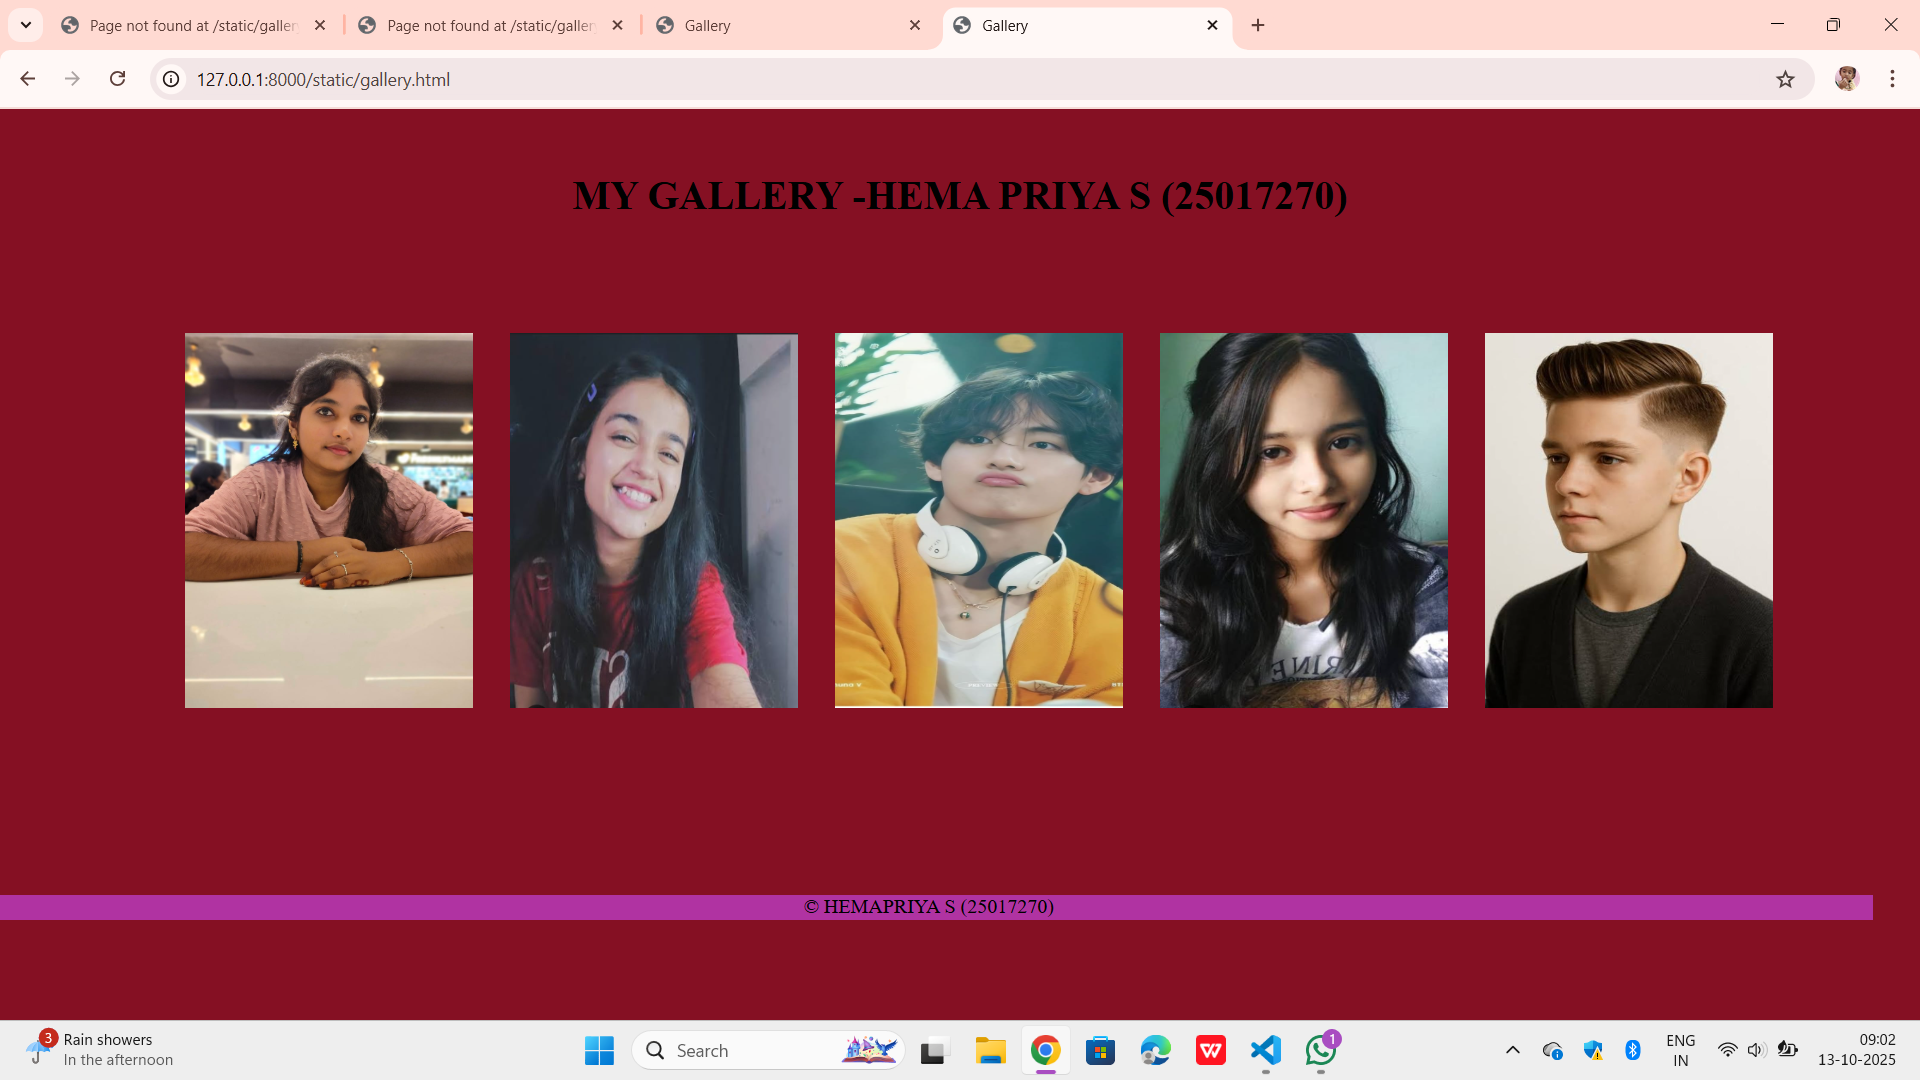 Page not found at /static/galler
Page not found at /static/galler
Gallery
Gallery
127.0.0.1:8000/static/gallery.html
MY GALLERY -HEMA PRIYA S (25017270)
© HEMAPRIYA S (25017270)
3
Rain showers
In the afternoon
Search
W
1
ENG
IN
09:02
13-10-2025